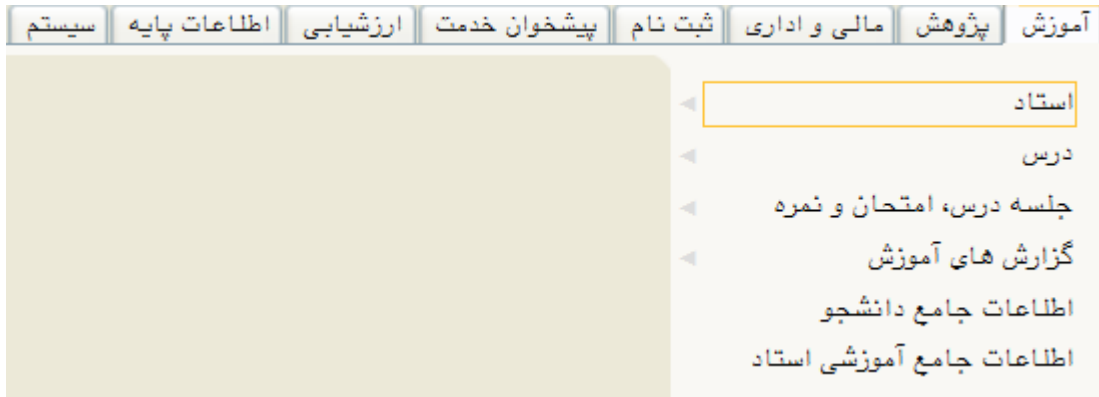 آموزش پژوهش مالی و اداری ثبت نام پیشخوان خدمت ارزشیابی اطلاعات پایه سیستم
استاد
درس
جلسه درس، امتحان و نمره
گزارش های آموزش
اطلاعات جامع دانشجو
اطلاعات جامع آموزشی استاد